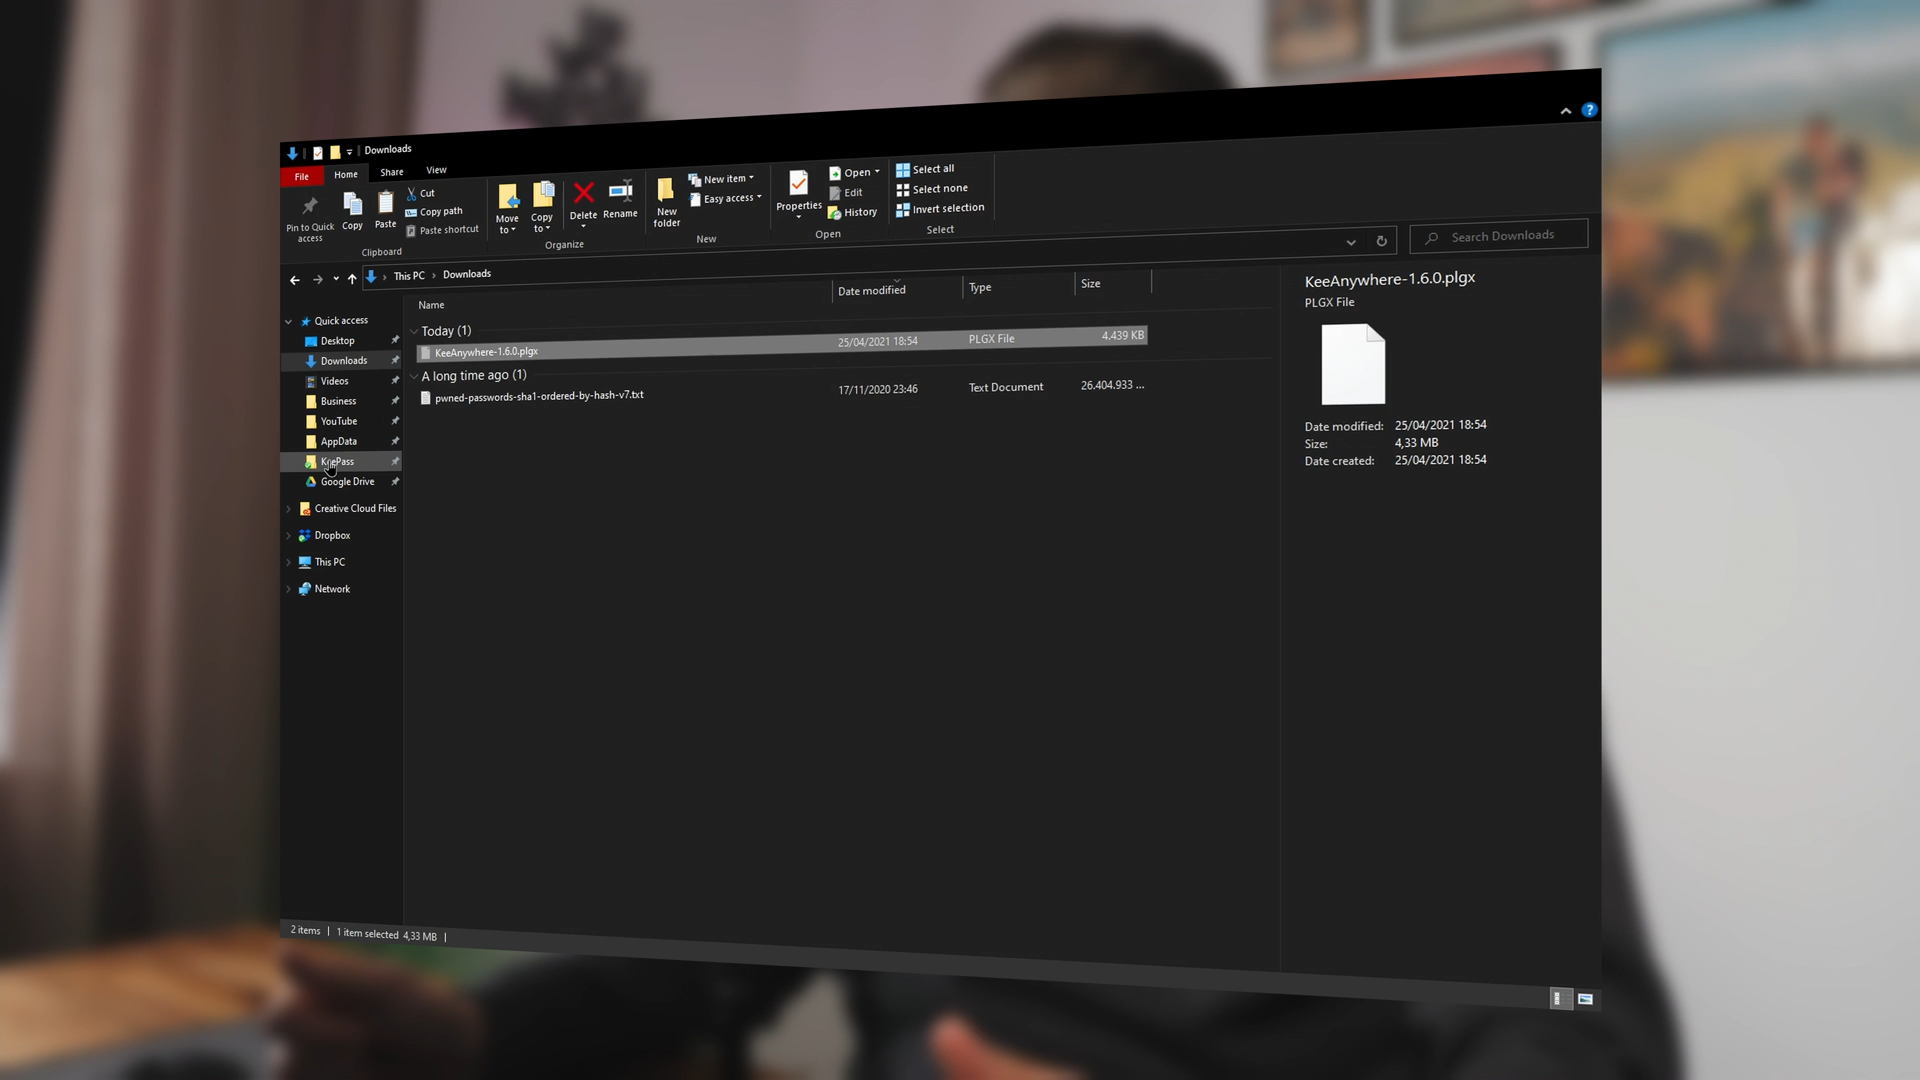 Downloads
File Home Share View
Pin to Quick access
Copy
Paste
Cut
Copy path
Paste shortcut
Clipboard
Move to
Copy to
Delete
Rename
Organize
New folder
New item
Easy access
New
Properties
Open
Edit
History
Open
Select all
Select none
Invert selection
Select
This PC > Downloads
Search Downloads
Quick access
Desktop
Downloads
Videos
Business
YouTube
AppData
KeePass
Google Drive
Creative Cloud Files
Dropbox
This PC
Network
Name Date modified Type Size
Today (1)
KeeAnywhere-1.6.0.plgx 25/04/2021 18:54 PLGX File 4.439 KB
A long time ago (1)
pwned-passwords-sha1-ordered-by-hash-v7.txt 17/11/2020 23:46 Text Document 26.404.933 ...
KeeAnywhere-1.6.0.plgx
PLGX File
Date modified: 25/04/2021 18:54
Size: 4,33 MB
Date created: 25/04/2021 18:54
2 items 1 item selected 4,33 MB